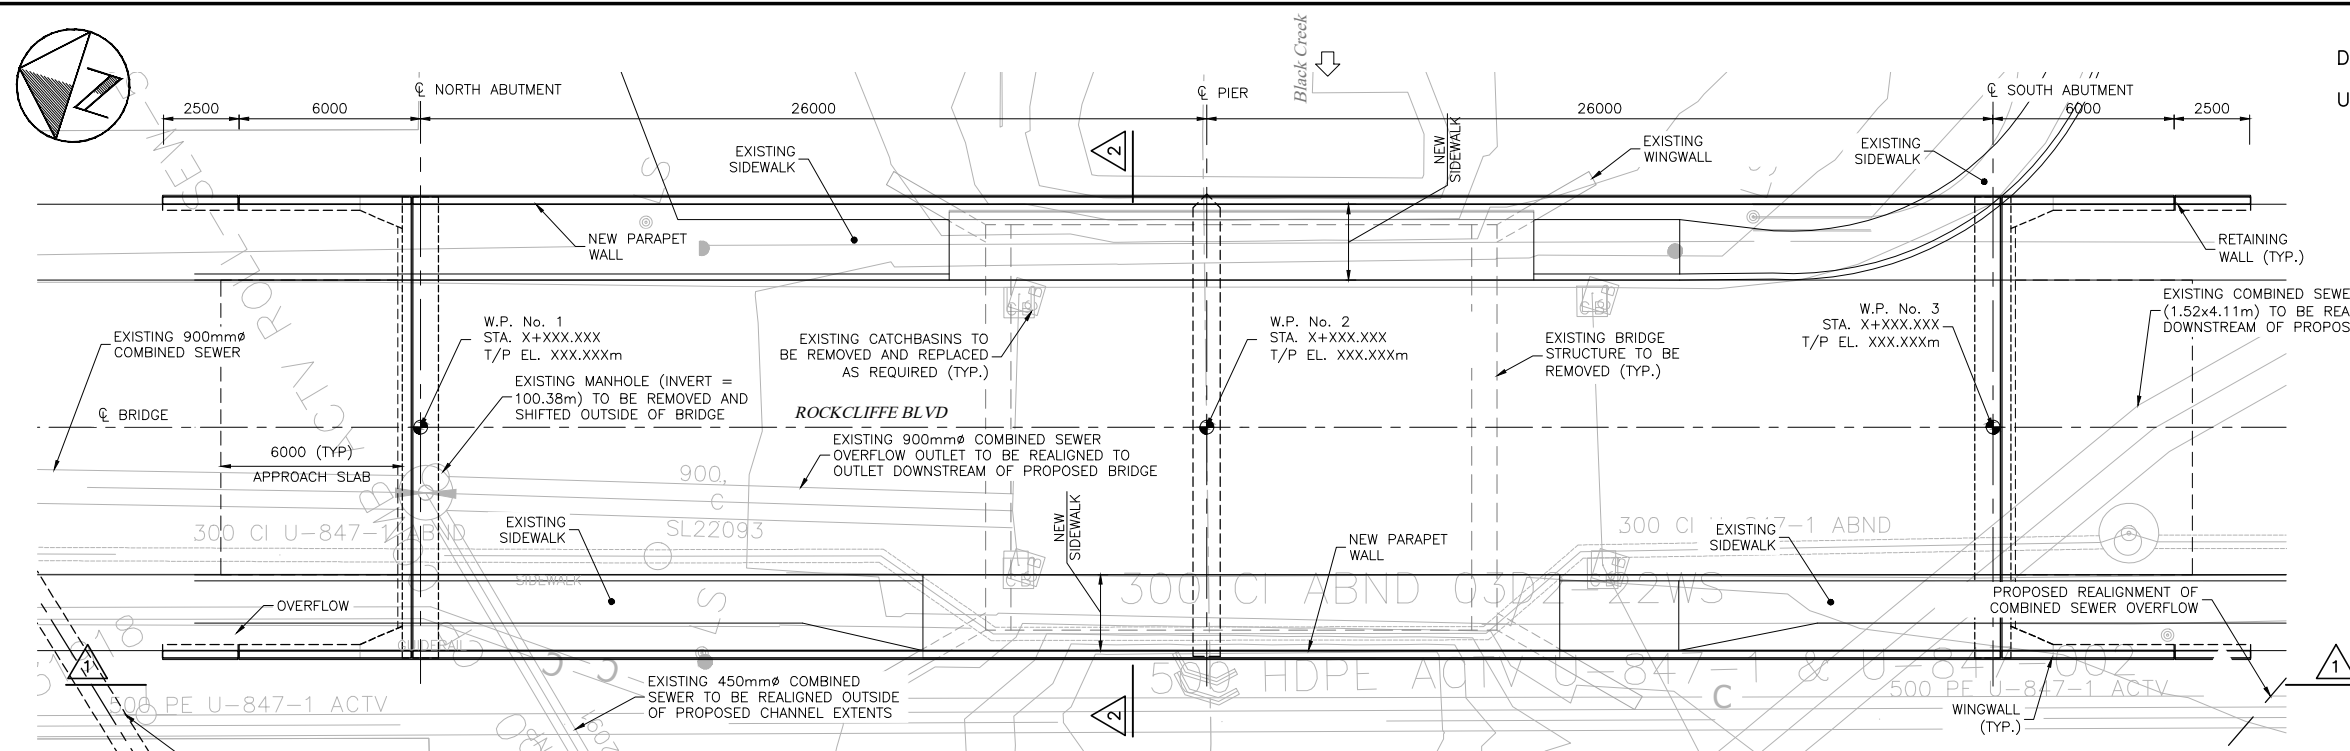 Black Creek
D
U
℄ NORTH ABUTMENT
℄ PIER
℄ SOUTH ABUTMENT
2500
6000
26000
26000
6000
2500
EXISTING
SIDEWALK
2
NEW
SIDEWALK
EXISTING
WINGWALL
EXISTING
SIDEWALK
NEW PARAPET
WALL
RETAINING
WALL (TYP.)
EXISTING 900mmø
COMBINED SEWER
W.P. No. 1
STA. X+XXX.XXX
T/P EL. XXX.XXXm
EXISTING CATCHBASINS TO
BE REMOVED AND REPLACED
AS REQUIRED (TYP.)
W.P. No. 2
STA. X+XXX.XXX
T/P EL. XXX.XXXm
EXISTING BRIDGE
STRUCTURE TO BE
REMOVED (TYP.)
W.P. No. 3
STA. X+XXX.XXX
T/P EL. XXX.XXXm
EXISTING COMBINED SEWE
(1.52x4.11m) TO BE REA
DOWNSTREAM OF PROPOS
EXISTING MANHOLE (INVERT =
100.38m) TO BE REMOVED AND
SHIFTED OUTSIDE OF BRIDGE
℄ BRIDGE
ROCKCLIFFE BLVD
6000 (TYP)
APPROACH SLAB
EXISTING 900mmø COMBINED SEWER
OVERFLOW OUTLET TO BE REALIGNED TO
OUTLET DOWNSTREAM OF PROPOSED BRIDGE
900,
C
SL22093
300 CI U-847-1 ABND
EXISTING
SIDEWALK
NEW
SIDEWALK
NEW PARAPET
WALL
300 CI U-847-1 ABND
EXISTING
SIDEWALK
SIDEWALK
300 CI ABND 03D2-22WS
OVERFLOW
PROPOSED REALIGNMENT OF
COMBINED SEWER OVERFLOW
GUIDERAIL
1
500 PE U-847-1 ACTV
EXISTING 450mmø COMBINED
SEWER TO BE REALIGNED OUTSIDE
OF PROPOSED CHANNEL EXTENTS
2
500 HDPE ACTV U-847-1 & U-847-002
C
500 PE U-847-1 ACTV
WINGWALL
(TYP.)
1